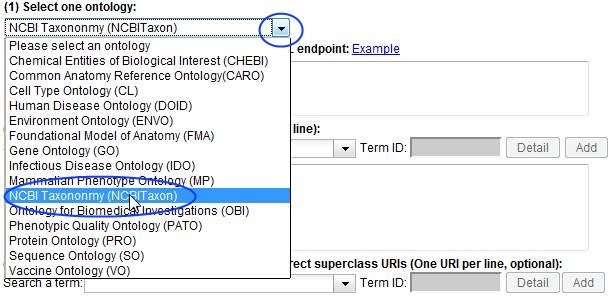 (1) Select one ontology:
NCBI Taxononmy (NCBITaxon)
Please select an ontology
L endpoint: Example
Chemical Entities of Biological Interest (CHEBI)
Common Anatomy Reference Ontology(CARO)
Cell Type Ontology (CL)
Human Disease Ontology (DOID)
Environment Ontology (ENVO)
line):
Foundational Model of Anatomy (FMA)
Gene Ontology (GO)
Term ID: Detail Add
Infectious Disease Ontology (IDO)
Mammalian Phenotype Ontology (MP)
NCBI Taxononmy (NCBITaxon)
Ontology for Biomedical Investigations (OBI)
Phenotypic Quality Ontology (PATO)
Protein Ontology (PRO)
Sequence Ontology (SO)
Vaccine Ontology (VO)
rect superclass URIs (One URI per line, optional):
Search a term: Term ID: Detail Add